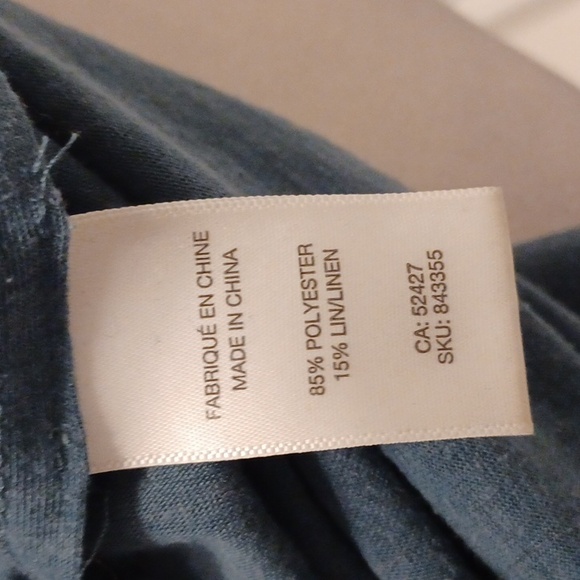 FABRIQUÉ EN CHINE
MADE IN CHINA
85% POLYESTER
15% LIN/LINEN
CA: 52427
SKU: 843355